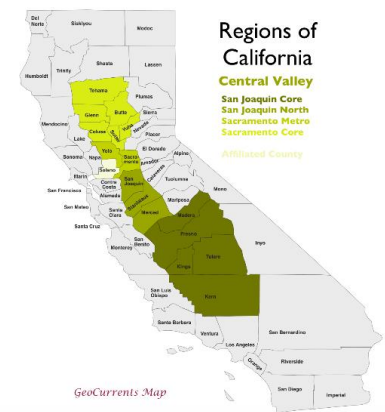 Regions of
California
Central Valley
San Joaquin Core
San Joaquin North
Sacramento Metro
Sacramento Core
Affiliated County
Del
Norte
Siskiyou
Modoc
Humboldt
Trinity
Shasta
Lassen
Tehama
Plumas
Mendocino
Glenn
Butte
Sierra
Lake
Colusa
Yuba
Nevada
Placer
Sonoma
Napa
Yolo
El Dorado
Alpine
Sacra-
mento
Amador
Solano
Marin
Calaveras
San Francisco
Contra
Costa
San
Joaquin
Tuolumne
Mono
Alameda
Stanislaus
Mariposa
San Mateo
Santa
Clara
Merced
Madera
Santa Cruz
San
Benito
Fresno
Inyo
Monterey
Tulare
Kings
San Luis
Obispo
Kern
Santa Barbara
San Bernardino
Ventura
Los Angeles
Orange
Riverside
San Diego
Imperial
GeoCurrents Map